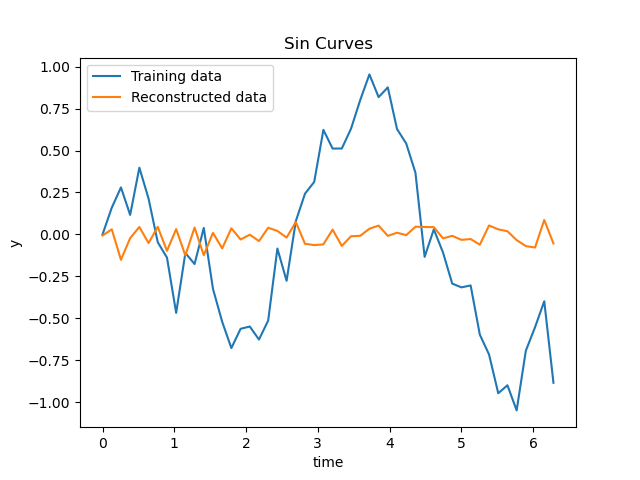 Sin Curves
Training data
Reconstructed data
1.00
0.75
0.50
0.25
0.00
−0.25
−0.50
−0.75
−1.00
y
0 1 2 3 4 5 6
time